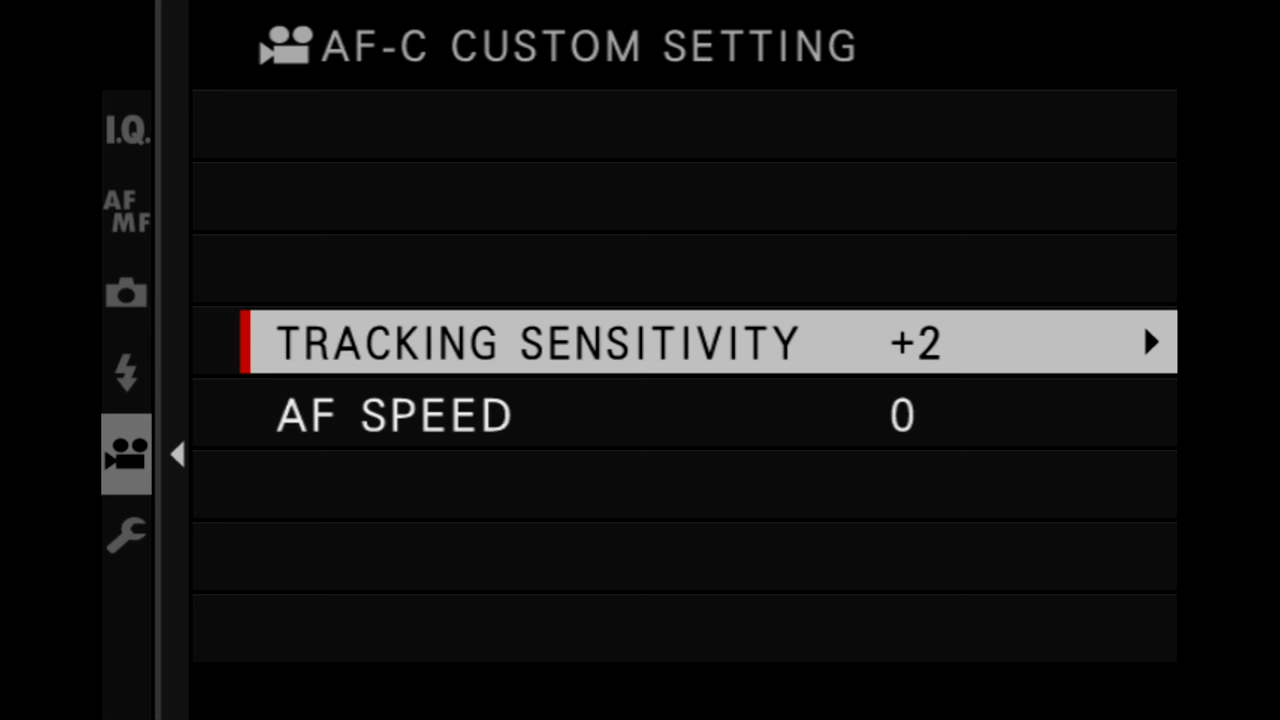 AF-C CUSTOM SETTING
I.Q.
AF
MF
TRACKING SENSITIVITY +2
AF SPEED 0